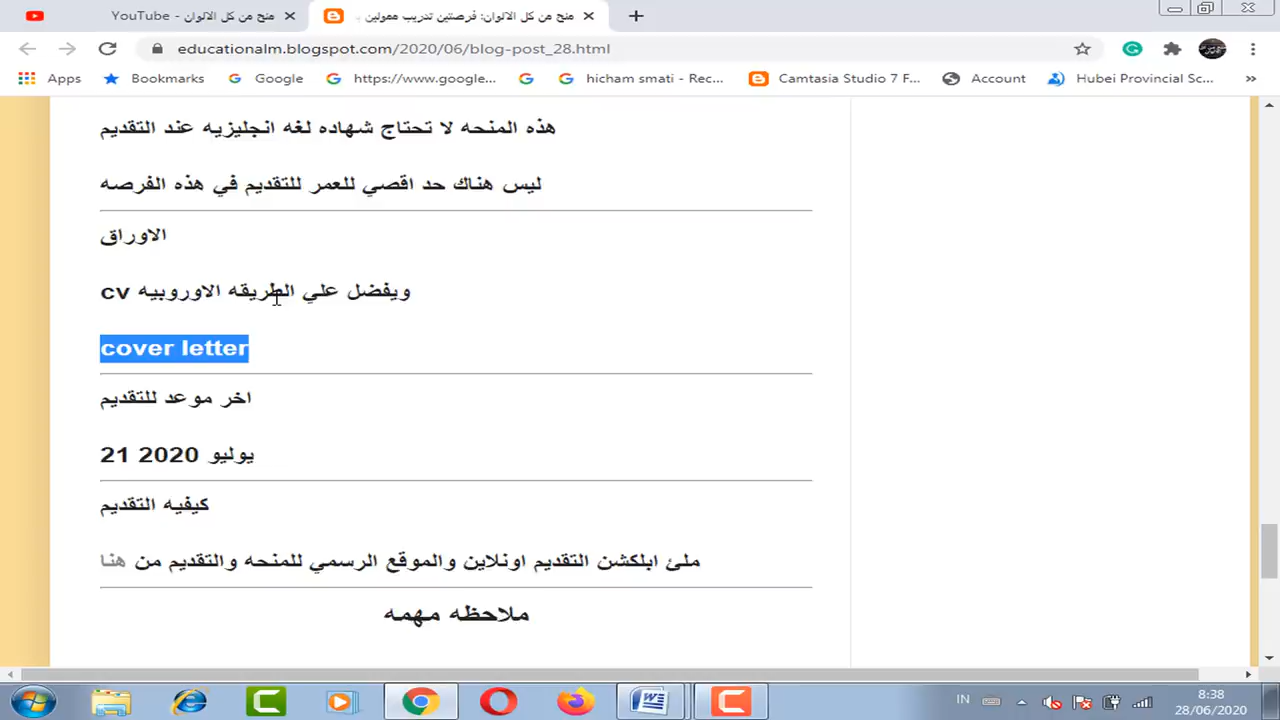 منح من كل الالوان - YouTube
منح من كل الالوان: فرصتين تدريب ممولين
educationalm.blogspot.com/2020/06/blog-post_28.html
Apps Bookmarks Google https://www.google... hicham smati - Rec... Camtasia Studio 7 F... Account Hubei Provincial Sc... »
هذه المنحه لا تحتاج شهاده لغه انجليزيه عند التقديم
ليس هناك حد اقصي للعمر للتقديم في هذه الفرصه
الاوراق
ويفضل علي الطريقه الاوروبيه cv
cover letter
اخر موعد للتقديم
يوليو 2020 21
كيفيه التقديم
ملئ ابلكشن التقديم اونلاين والموقع الرسمي للمنحه والتقديم من هنا
ملاحظه مهمه
IN
8:38
28/06/2020